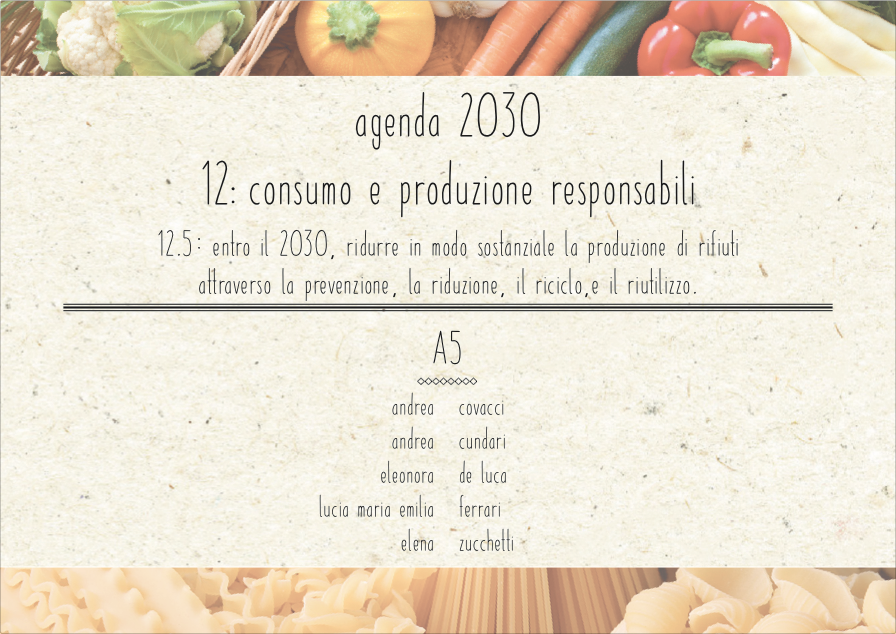 agenda 2030
12: consumo e produzione responsabili
12.5: entro il 2030, ridurre in modo sostanziale la produzione di rifiuti
attraverso la prevenzione, la riduzione, il riciclo,e il riutilizzo.
A5
andrea covacci
andrea cundari
eleonora de luca
lucia maria emilia ferrari
elena zucchetti